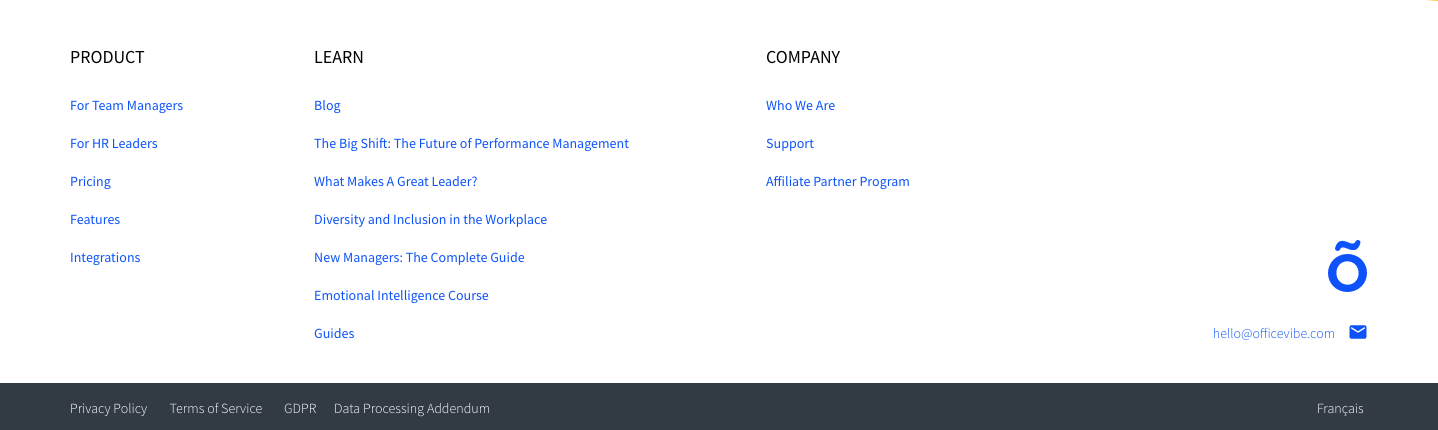 PRODUCT
For Team Managers
For HR Leaders
Pricing
Features
Integrations
LEARN
Blog
The Big Shift: The Future of Performance Management
What Makes A Great Leader?
Diversity and Inclusion in the Workplace
New Managers: The Complete Guide
Emotional Intelligence Course
Guides
COMPANY
Who We Are
Support
Affiliate Partner Program
õ
hello@officevibe.com
Privacy Policy Terms of Service GDPR Data Processing Addendum Français